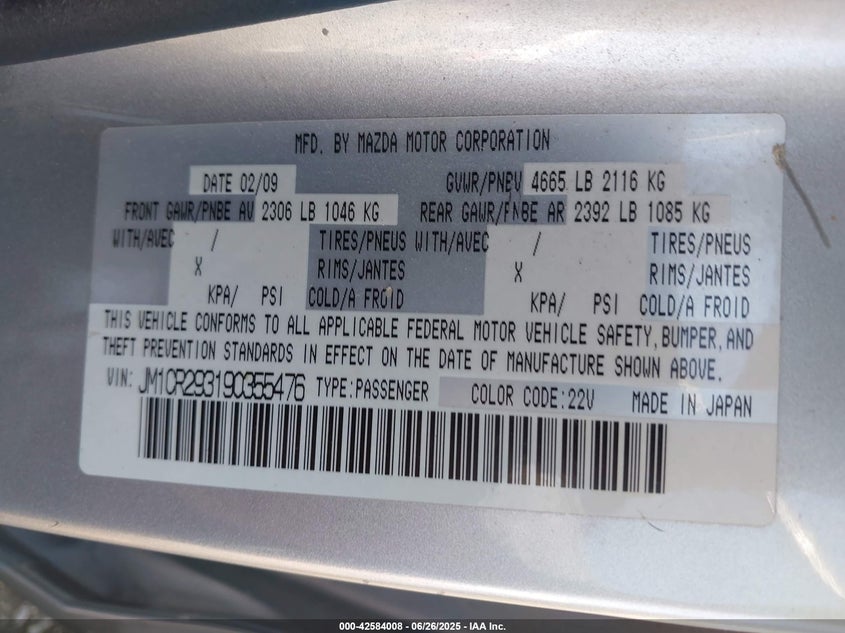 MFD. BY MAZDA MOTOR CORPORATION
DATE 02/09 GVWR/PNBV 4665 LB 2116 KG
FRONT GAWR/PNBE AV 2306 LB 1046 KG REAR GAWR/PNBE AR 2392 LB 1085 KG
WITH/AVEC / TIRES/PNEUS WITH/AVEC / TIRES/PNEUS
X RIMS/JANTES X RIMS/JANTES
KPA/ PSI COLD/A FROID KPA/ PSI COLD/A FROID
THIS VEHICLE CONFORMS TO ALL APPLICABLE FEDERAL MOTOR VEHICLE SAFETY, BUMPER, AND
THEFT PREVENTION STANDARDS IN EFFECT ON THE DATE OF MANUFACTURE SHOWN ABOVE.
VIN: JM1CR293190355476 TYPE:PASSENGER COLOR CODE:22V MADE IN JAPAN
000-42584008 - 06/26/2025 - IAA Inc.